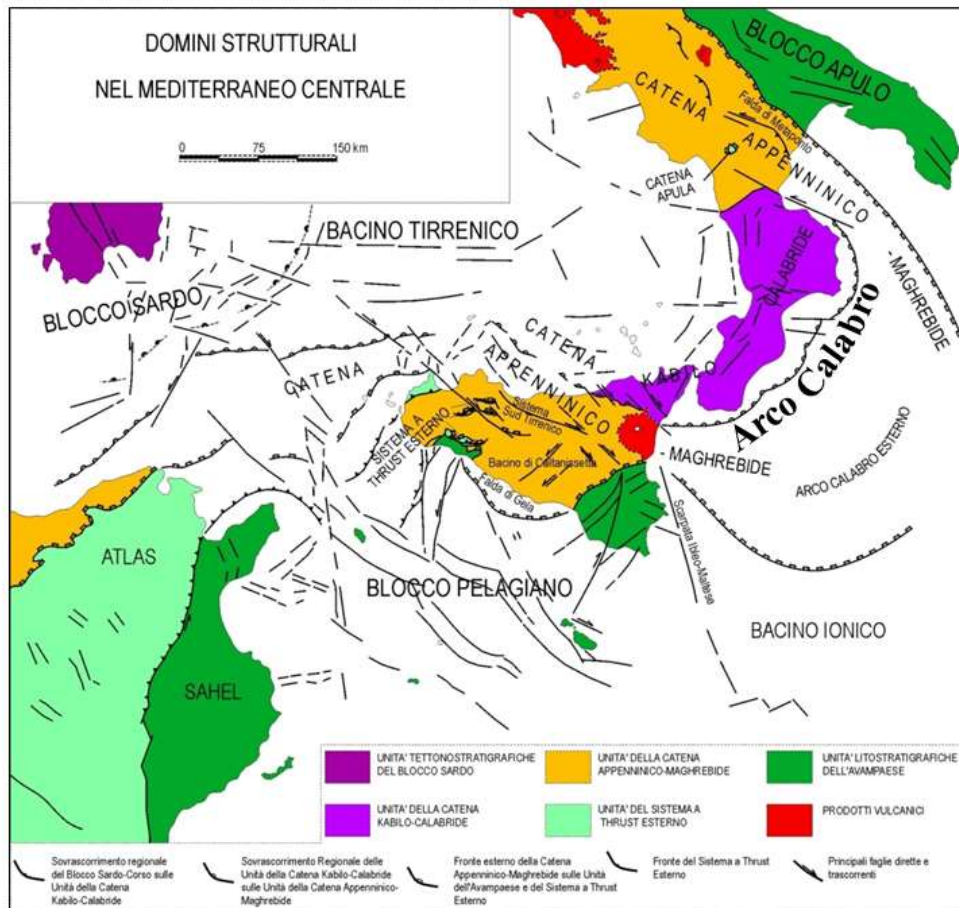 DOMINI STRUTTURALI
NEL MEDITERRANEO CENTRALE
0 75 150 km
BLOCCO APULO
CATENA
Falda di Metaponto
APPENNINICO
CATENA
APULA
- MAGHREBIDE
BACINO TIRRENICO
BLOCCO SARDO
CALABRIDE
Arco Calabro
CATENA
CATENA
APPENNINICO
KABILO
Sistema
Sud Tirrenico
SISTEMA A
THRUST ESTERNO
Bacino di Caltanissetta
- MAGHREBIDE
ARCO CALABRO ESTERNO
Falda di Gela
Scarpata Ibleo-Maltese
ATLAS
BLOCCO PELAGIANO
BACINO IONICO
SAHEL
UNITA' TETTONOSTRATIGRAFICHE
DEL BLOCCO SARDO
UNITA' DELLA CATENA
APPENNINICO-MAGHREBIDE
UNITA' LITOSTRATIGRAFICHE
DELL'AVAMPAESE
UNITA' DELLA CATENA
KABILO-CALABRIDE
UNITA' DEL SISTEMA A
THRUST ESTERNO
PRODOTTI VULCANICI
Sovrascorrimento regionale
del Blocco Sardo-Corso sulle
Unità della Catena
Kabilo-Calabride
Sovrascorrimento Regionale delle
Unità della Catena Kabilo-Calabride
sulle Unità della Catena Appenninico-
Maghrebide
Fronte esterno della Catena
Appenninico-Maghrebide sulle Unità
dell'Avampaese e del Sistema a Thrust
Esterno
Fronte del Sistema a Thrust
Esterno
Principali faglie dirette e
trascorrenti